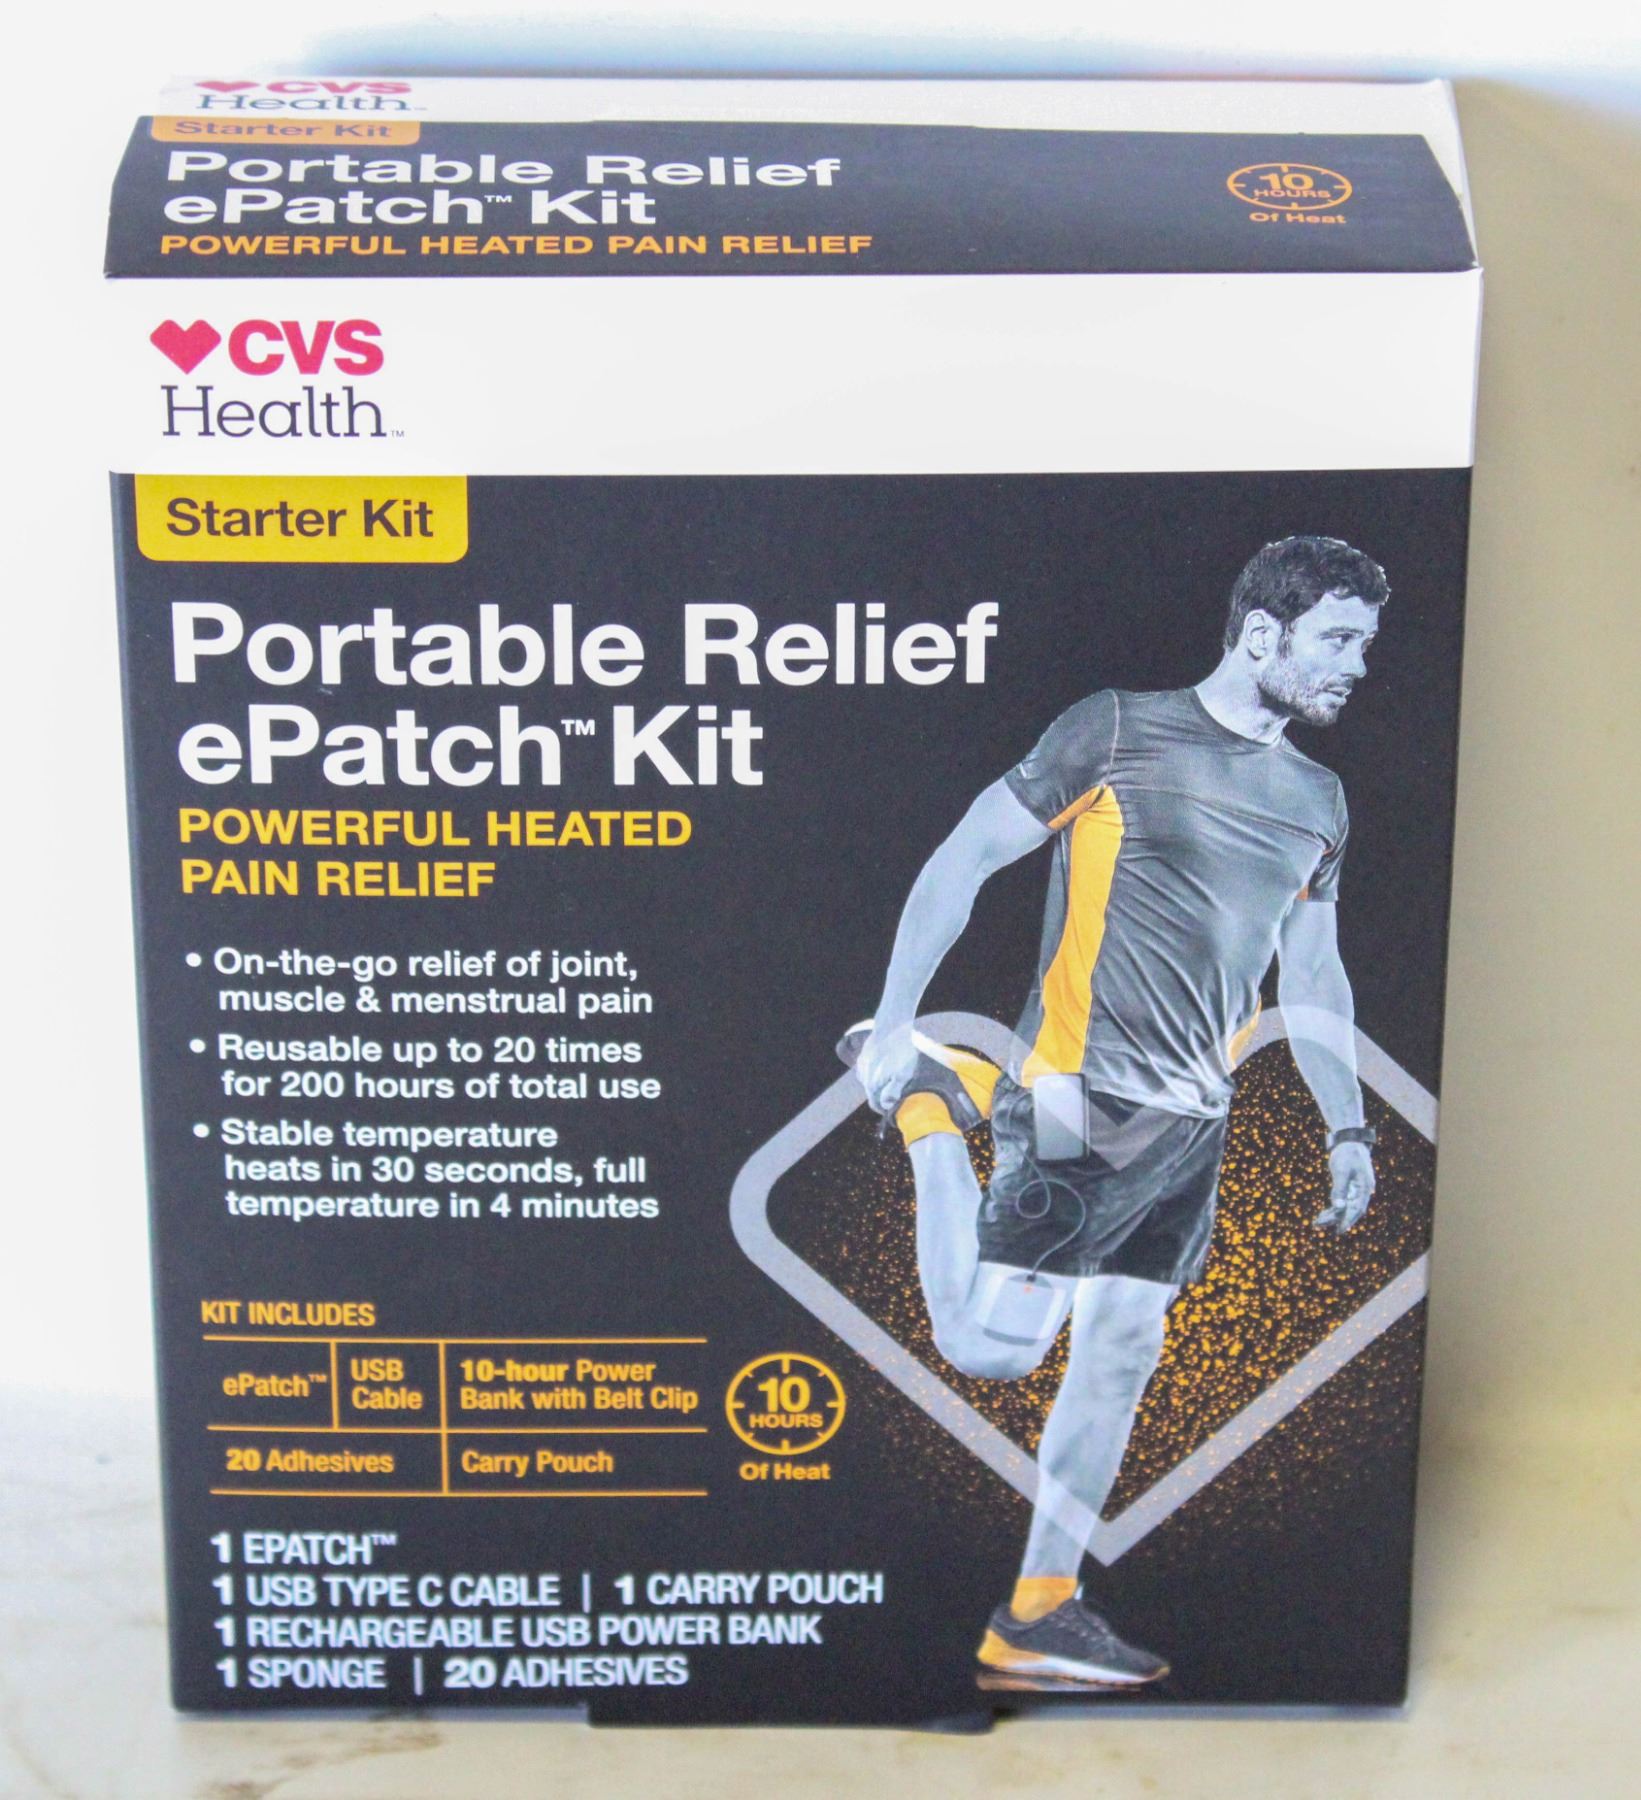 CVS
Health
Starter Kit
Portable Relief
ePatch™ Kit
POWERFUL HEATED PAIN RELIEF
10
HOURS
Of Heat
CVS
Health™
Starter Kit
Portable Relief
ePatch™ Kit
POWERFUL HEATED
PAIN RELIEF
• On-the-go relief of joint,
muscle & menstrual pain
• Reusable up to 20 times
for 200 hours of total use
• Stable temperature
heats in 30 seconds, full
temperature in 4 minutes
KIT INCLUDES
ePatch™
USB
Cable
10-hour Power
Bank with Belt Clip
20 Adhesives
Carry Pouch
10
HOURS
Of Heat
1 EPATCH™
1 USB TYPE C CABLE | 1 CARRY POUCH
1 RECHARGEABLE USB POWER BANK
1 SPONGE | 20 ADHESIVES